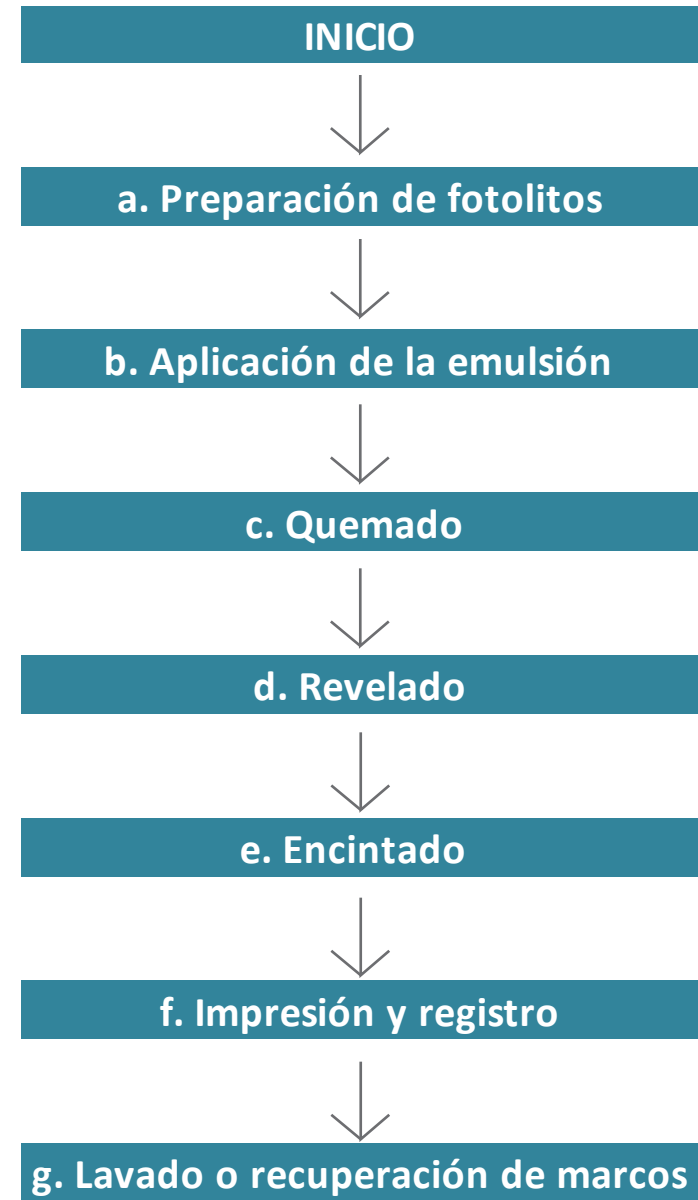 INICIO
a. Preparación de fotolitos
b. Aplicación de la emulsión
c. Quemado
d. Revelado
e. Encintado
f. Impresión y registro
g. Lavado o recuperación de marcos